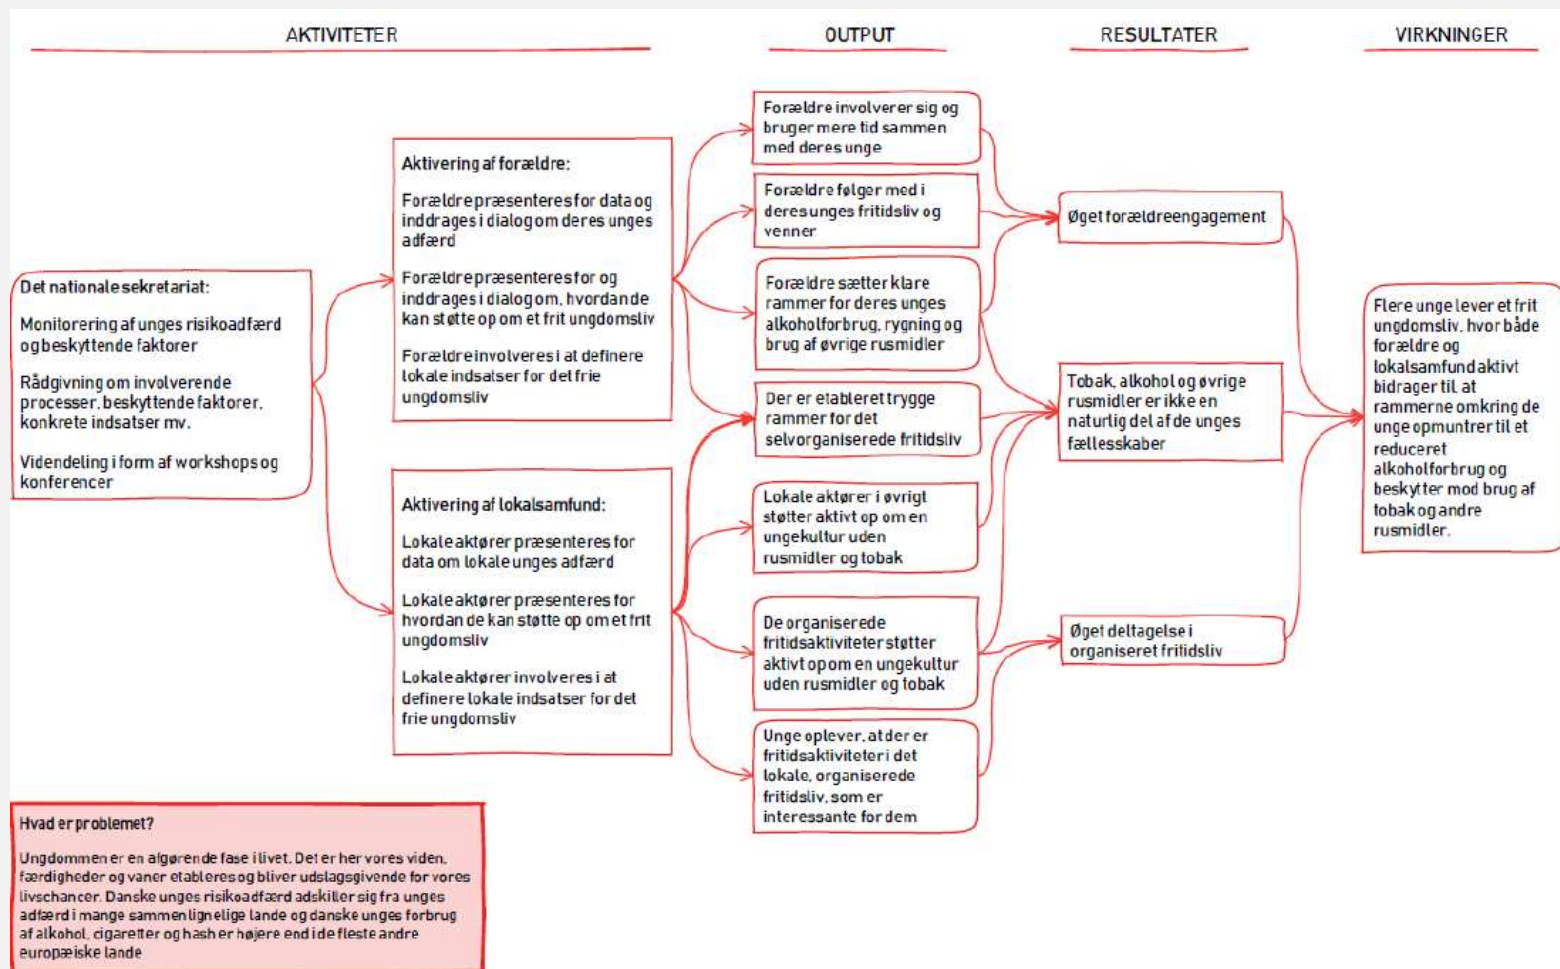 AKTIVITETER
OUTPUT
RESULTATER
VIRKNINGER
Det nationale sekretariat:
Monitorering af unges risikoadfærd
og beskyttende faktorer
Rådgivning om involverende
processer, beskyttende faktorer,
konkrete indsatser mv.
Videndeling i form af workshops og
konferencer
Aktivering af forældre:
Forældre præsenteres for data og
inddrages i dialog om deres unges
adfærd
Forældre præsenteres for og
inddrages i dialog om, hvordan de
kan støtte op om et frit ungdomsliv
Forældre involveres i at definere
lokale indsatser for det frie
ungdomsliv
Aktivering af lokalsamfund:
Lokale aktører præsenteres for
data om lokale unges adfærd
Lokale aktører præsenteres for
hvordan de kan støtte op om et frit
ungdomsliv
Lokale aktører involveres i at
definere lokale indsatser for det
frie ungdomsliv
Forældre involverer sig og
bruger mere tid sammen
med deres unge
Forældre følger med i
deres unges fritidsliv og
venner
Forældre sætter klare
rammer for deres unges
alkoholforbrug, rygning og
brug af øvrige rusmidler
Der er etableret trygge
rammer for det
selvorganiserede fritidsliv
Lokale aktører i øvrigt
støtter aktivt op om en
ungekultur uden
rusmidler og tobak
De organiserede
fritidsaktiviteter støtter
aktivt op om en ungekultur
uden rusmidler og tobak
Unge oplever, at der er
fritidsaktiviteter i det
lokale, organiserede
fritidsliv, som er
interessante for dem
Øget forældreengagement
Tobak, alkohol og øvrige
rusmidler er ikke en
naturlig del af de unges
fællesskaber
Øget deltagelse i
organiseret fritidsliv
Flere unge lever et frit
ungdomsliv, hvor både
forældre og
lokalsamfund aktivt
bidrager til at
rammerne omkring de
unge opmuntrer til et
reduceret
alkoholforbrug og
beskytter mod brug af
tobak og andre
rusmidler.
Hvad er problemet?
Ungdommen er en afgørende fase i livet. Det er her vores viden,
færdigheder og vaner etableres og bliver udslagsgivende for vores
livschancer. Danske unges risikoadfærd adskiller sig fra unges
adfærd i mange sammenlignelige lande og danske unges forbrug
af alkohol, cigaretter og hash er højere end i de fleste andre
europæiske lande